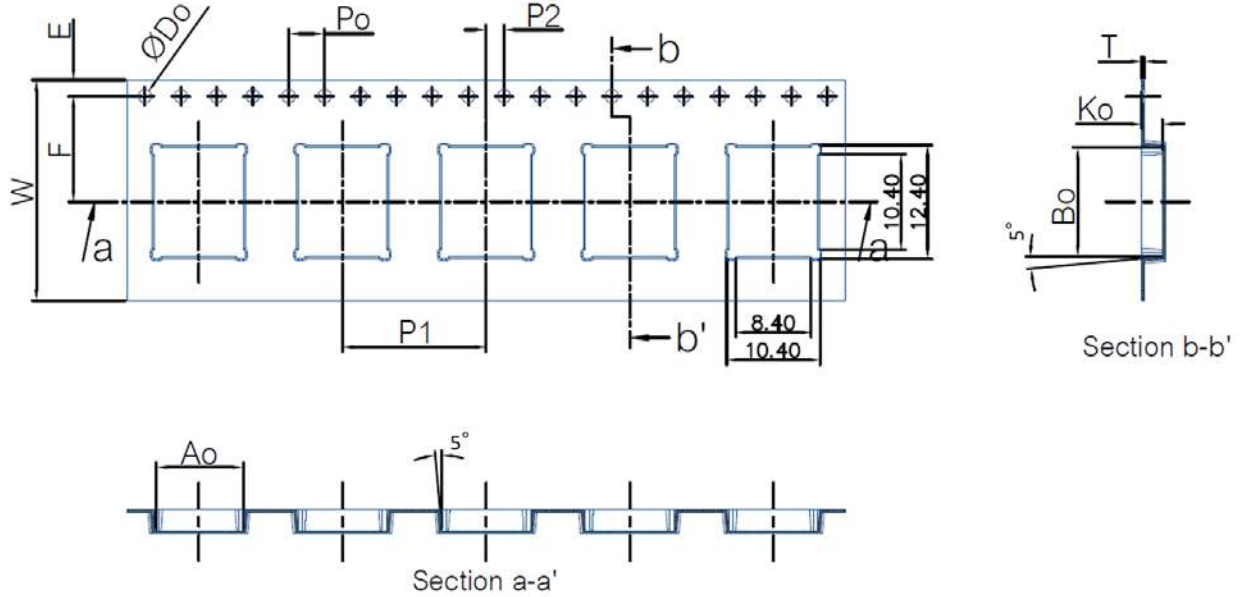 E
ØDo
Po
P2
b
T
Ko
F
W
a
10.40
12.40
a
Bo
5°
P1
b'
8.40
10.40
Section b-b'
Ao
5°
Section a-a'